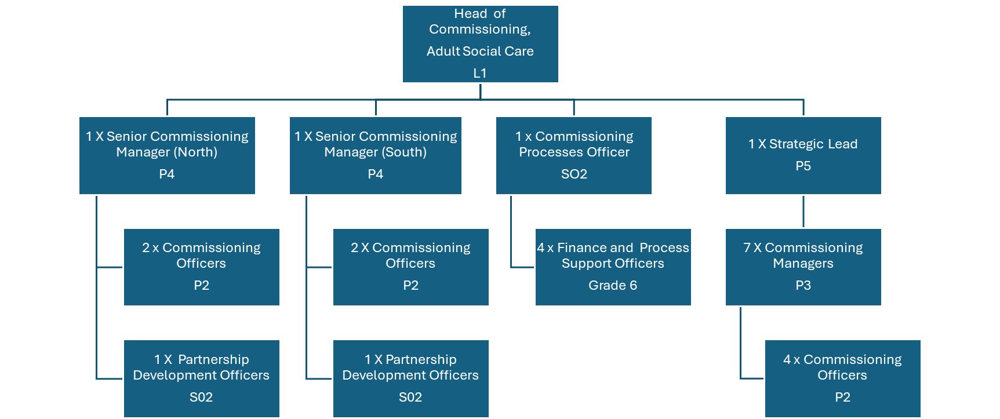 Head of
Commissioning,
Adult Social Care
L1
1 X Senior Commissioning
Manager (North)
P4
1 X Senior Commissioning
Manager (South)
P4
1 x Commissioning
Processes Officer
SO2
1 X Strategic Lead
P5
2 x Commissioning
Officers
P2
2 X Commissioning
Officers
P2
4 x Finance and Process
Support Officers
Grade 6
7 X Commissioning
Managers
P3
1 X Partnership
Development Officers
S02
1 X Partnership
Development Officers
S02
4 x Commissioning
Officers
P2